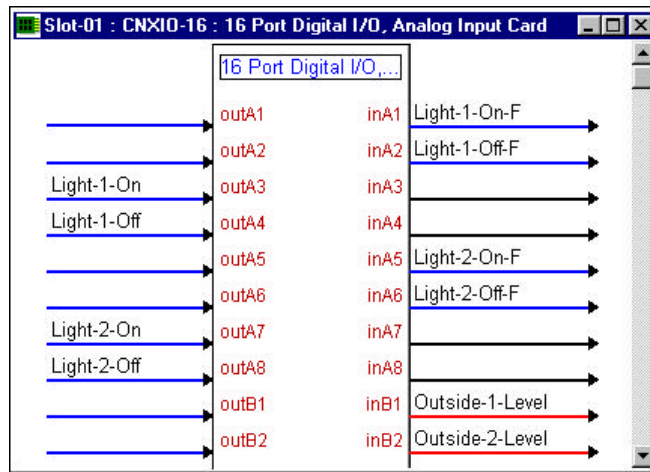 Slot-01 : CNXIO-16 : 16 Port Digital I/O, Analog Input Card
16 Port Digital I/O,...
outA1 inA1 Light-1-On-F
outA2 inA2 Light-1-Off-F
Light-1-On outA3 inA3
Light-1-Off outA4 inA4
outA5 inA5 Light-2-On-F
outA6 inA6 Light-2-Off-F
Light-2-On outA7 inA7
Light-2-Off outA8 inA8
outB1 inB1 Outside-1-Level
outB2 inB2 Outside-2-Level